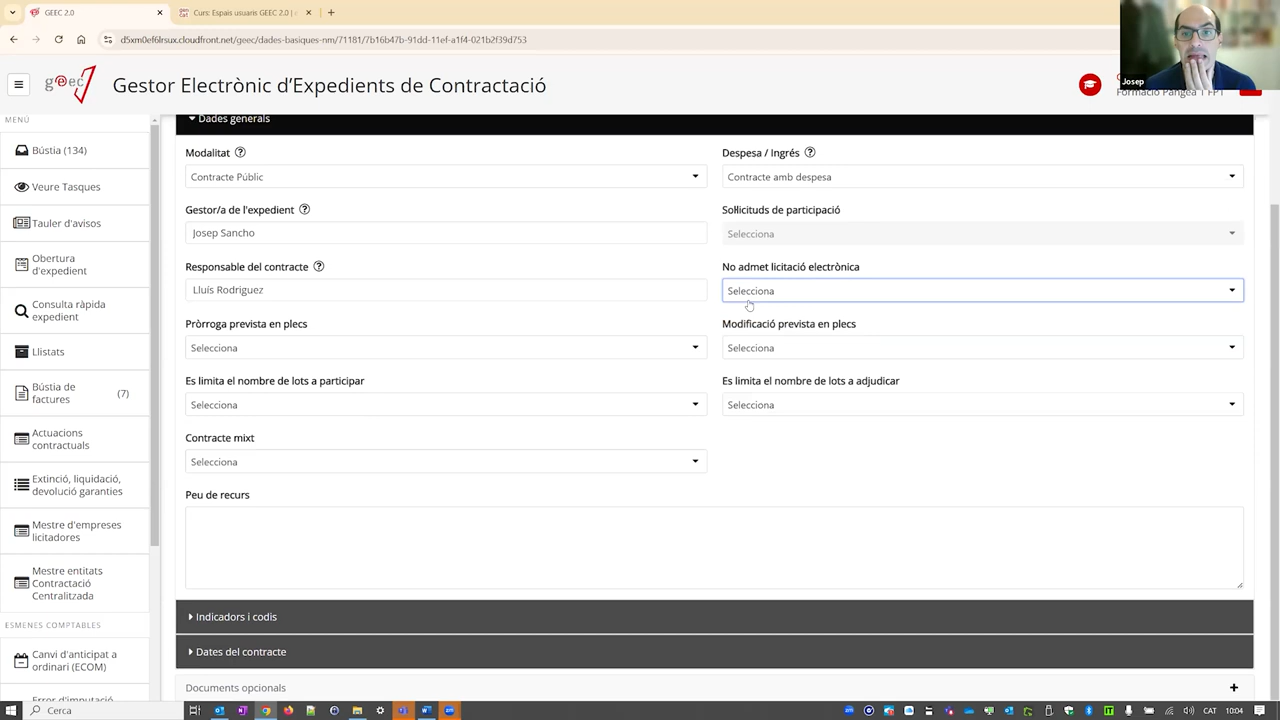 GEEC 2.0
Curs: Espais usuaris GEEC 2.0 |
d5xm0ef6lrsux.cloudfront.net/geec/dades-basiques-nm/71181/7b16b47b-91dd-11ef-a1f4-021b2f39d753
geec
Gestor Electrònic d'Expedients de Contractació
Josep
Formació Pangea 1 FPT
MENÚ
Bústia (134)
Veure Tasques
Tauler d'avisos
Obertura
d'expedient
Consulta ràpida
expedient
Llistats
Bústia de
factures
(7)
Actuacions
contractuals
Extinció, liquidació,
devolució garanties
Mestre d'empreses
licitadores
Mestre entitats
Contractació
Centralitzada
ESMENES COMPTABLES
Canvi d'anticipat a
ordinari (ECOM)
Error d'imputació
Dades generals
Modalitat
Despesa / Ingrés
Contracte Públic
Contracte amb despesa
Gestor/a de l'expedient
Sol·licituds de participació
Josep Sancho
Selecciona
Responsable del contracte
No admet licitació electrònica
Lluís Rodriguez
Selecciona
Pròrroga prevista en plecs
Modificació prevista en plecs
Selecciona
Selecciona
Es limita el nombre de lots a participar
Es limita el nombre de lots a adjudicar
Selecciona
Selecciona
Contracte mixt
Selecciona
Peu de recurs
Indicadors i codis
Dates del contracte
Documents opcionals
Cerca
CAT
10:04